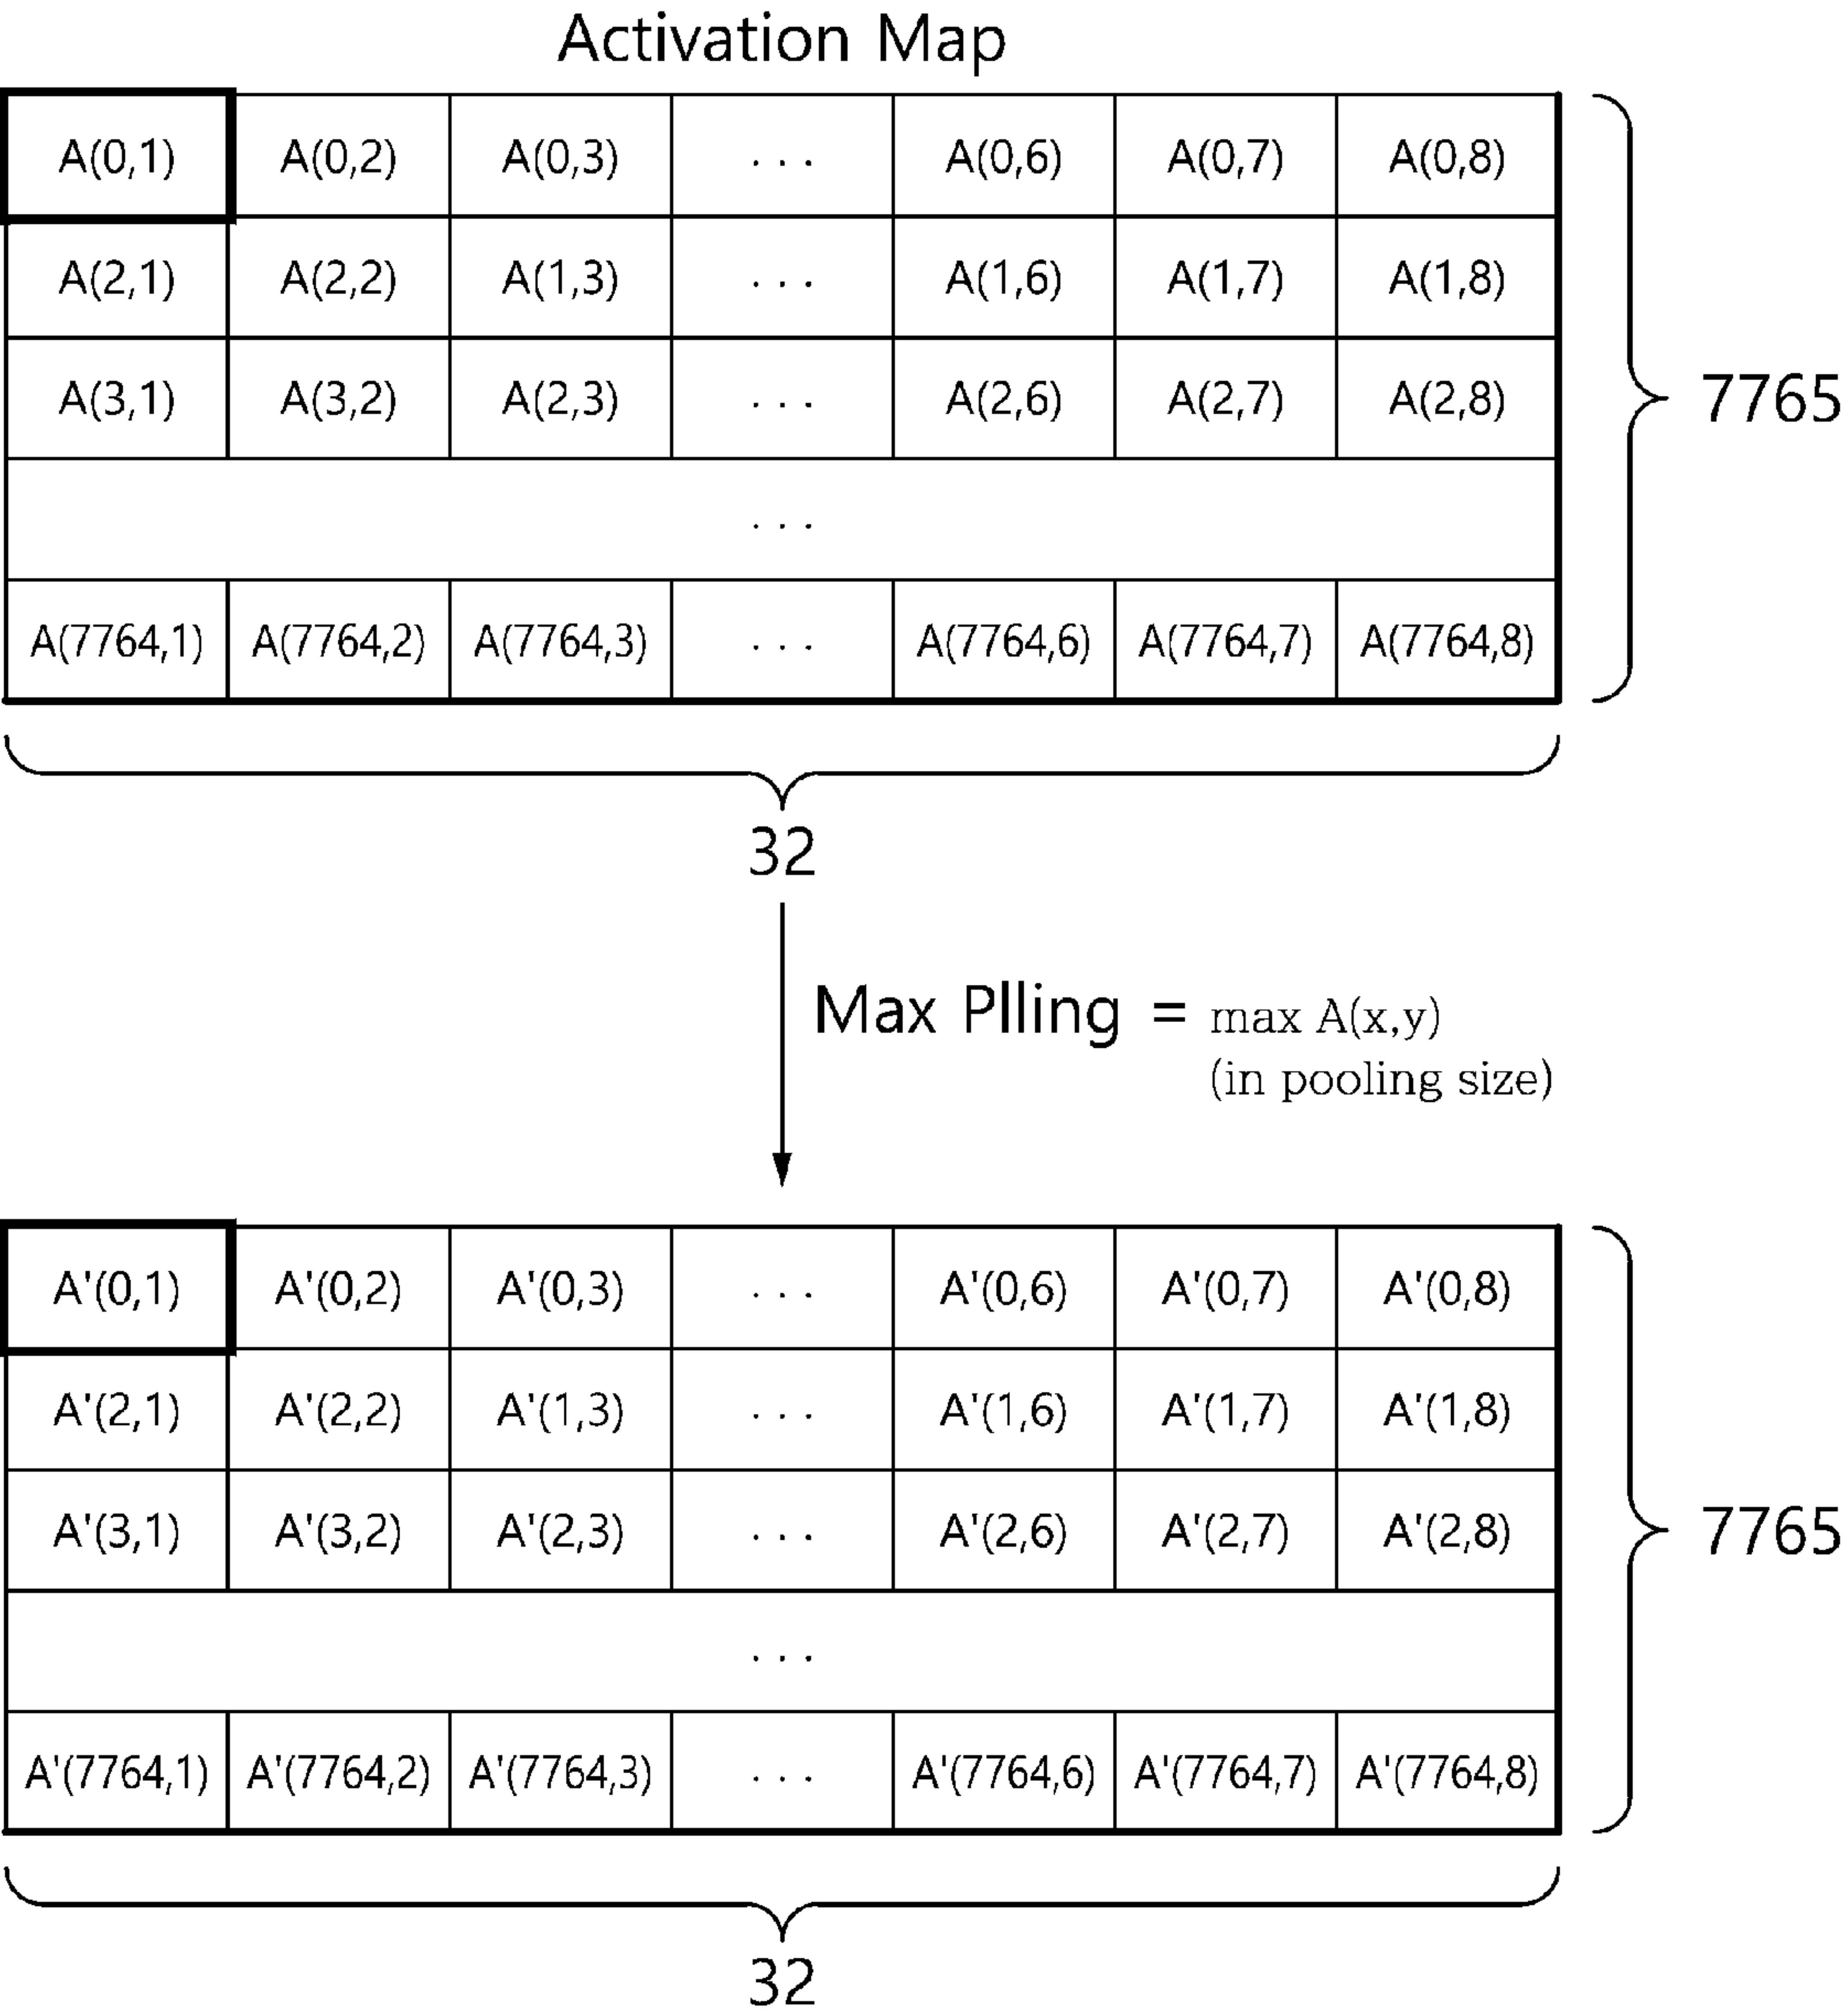 Activation Map
A(0,1) A(0,2) A(0,3) ... A(0,6) A(0,7) A(0,8)
A(2,1) A(2,2) A(1,3) ... A(1,6) A(1,7) A(1,8)
A(3,1) A(3,2) A(2,3) ... A(2,6) A(2,7) A(2,8)
7765
...
A(7764,1) A(7764,2) A(7764,3) ... A(7764,6) A(7764,7) A(7764,8)
32
Max Plling = max A(x,y)
(in pooling size)
A'(0,1) A'(0,2) A'(0,3) ... A'(0,6) A'(0,7) A'(0,8)
A'(2,1) A'(2,2) A'(1,3) ... A'(1,6) A'(1,7) A'(1,8)
A'(3,1) A'(3,2) A'(2,3) ... A'(2,6) A'(2,7) A'(2,8)
7765
...
A'(7764,1) A'(7764,2) A'(7764,3) ... A'(7764,6) A'(7764,7) A'(7764,8)
32